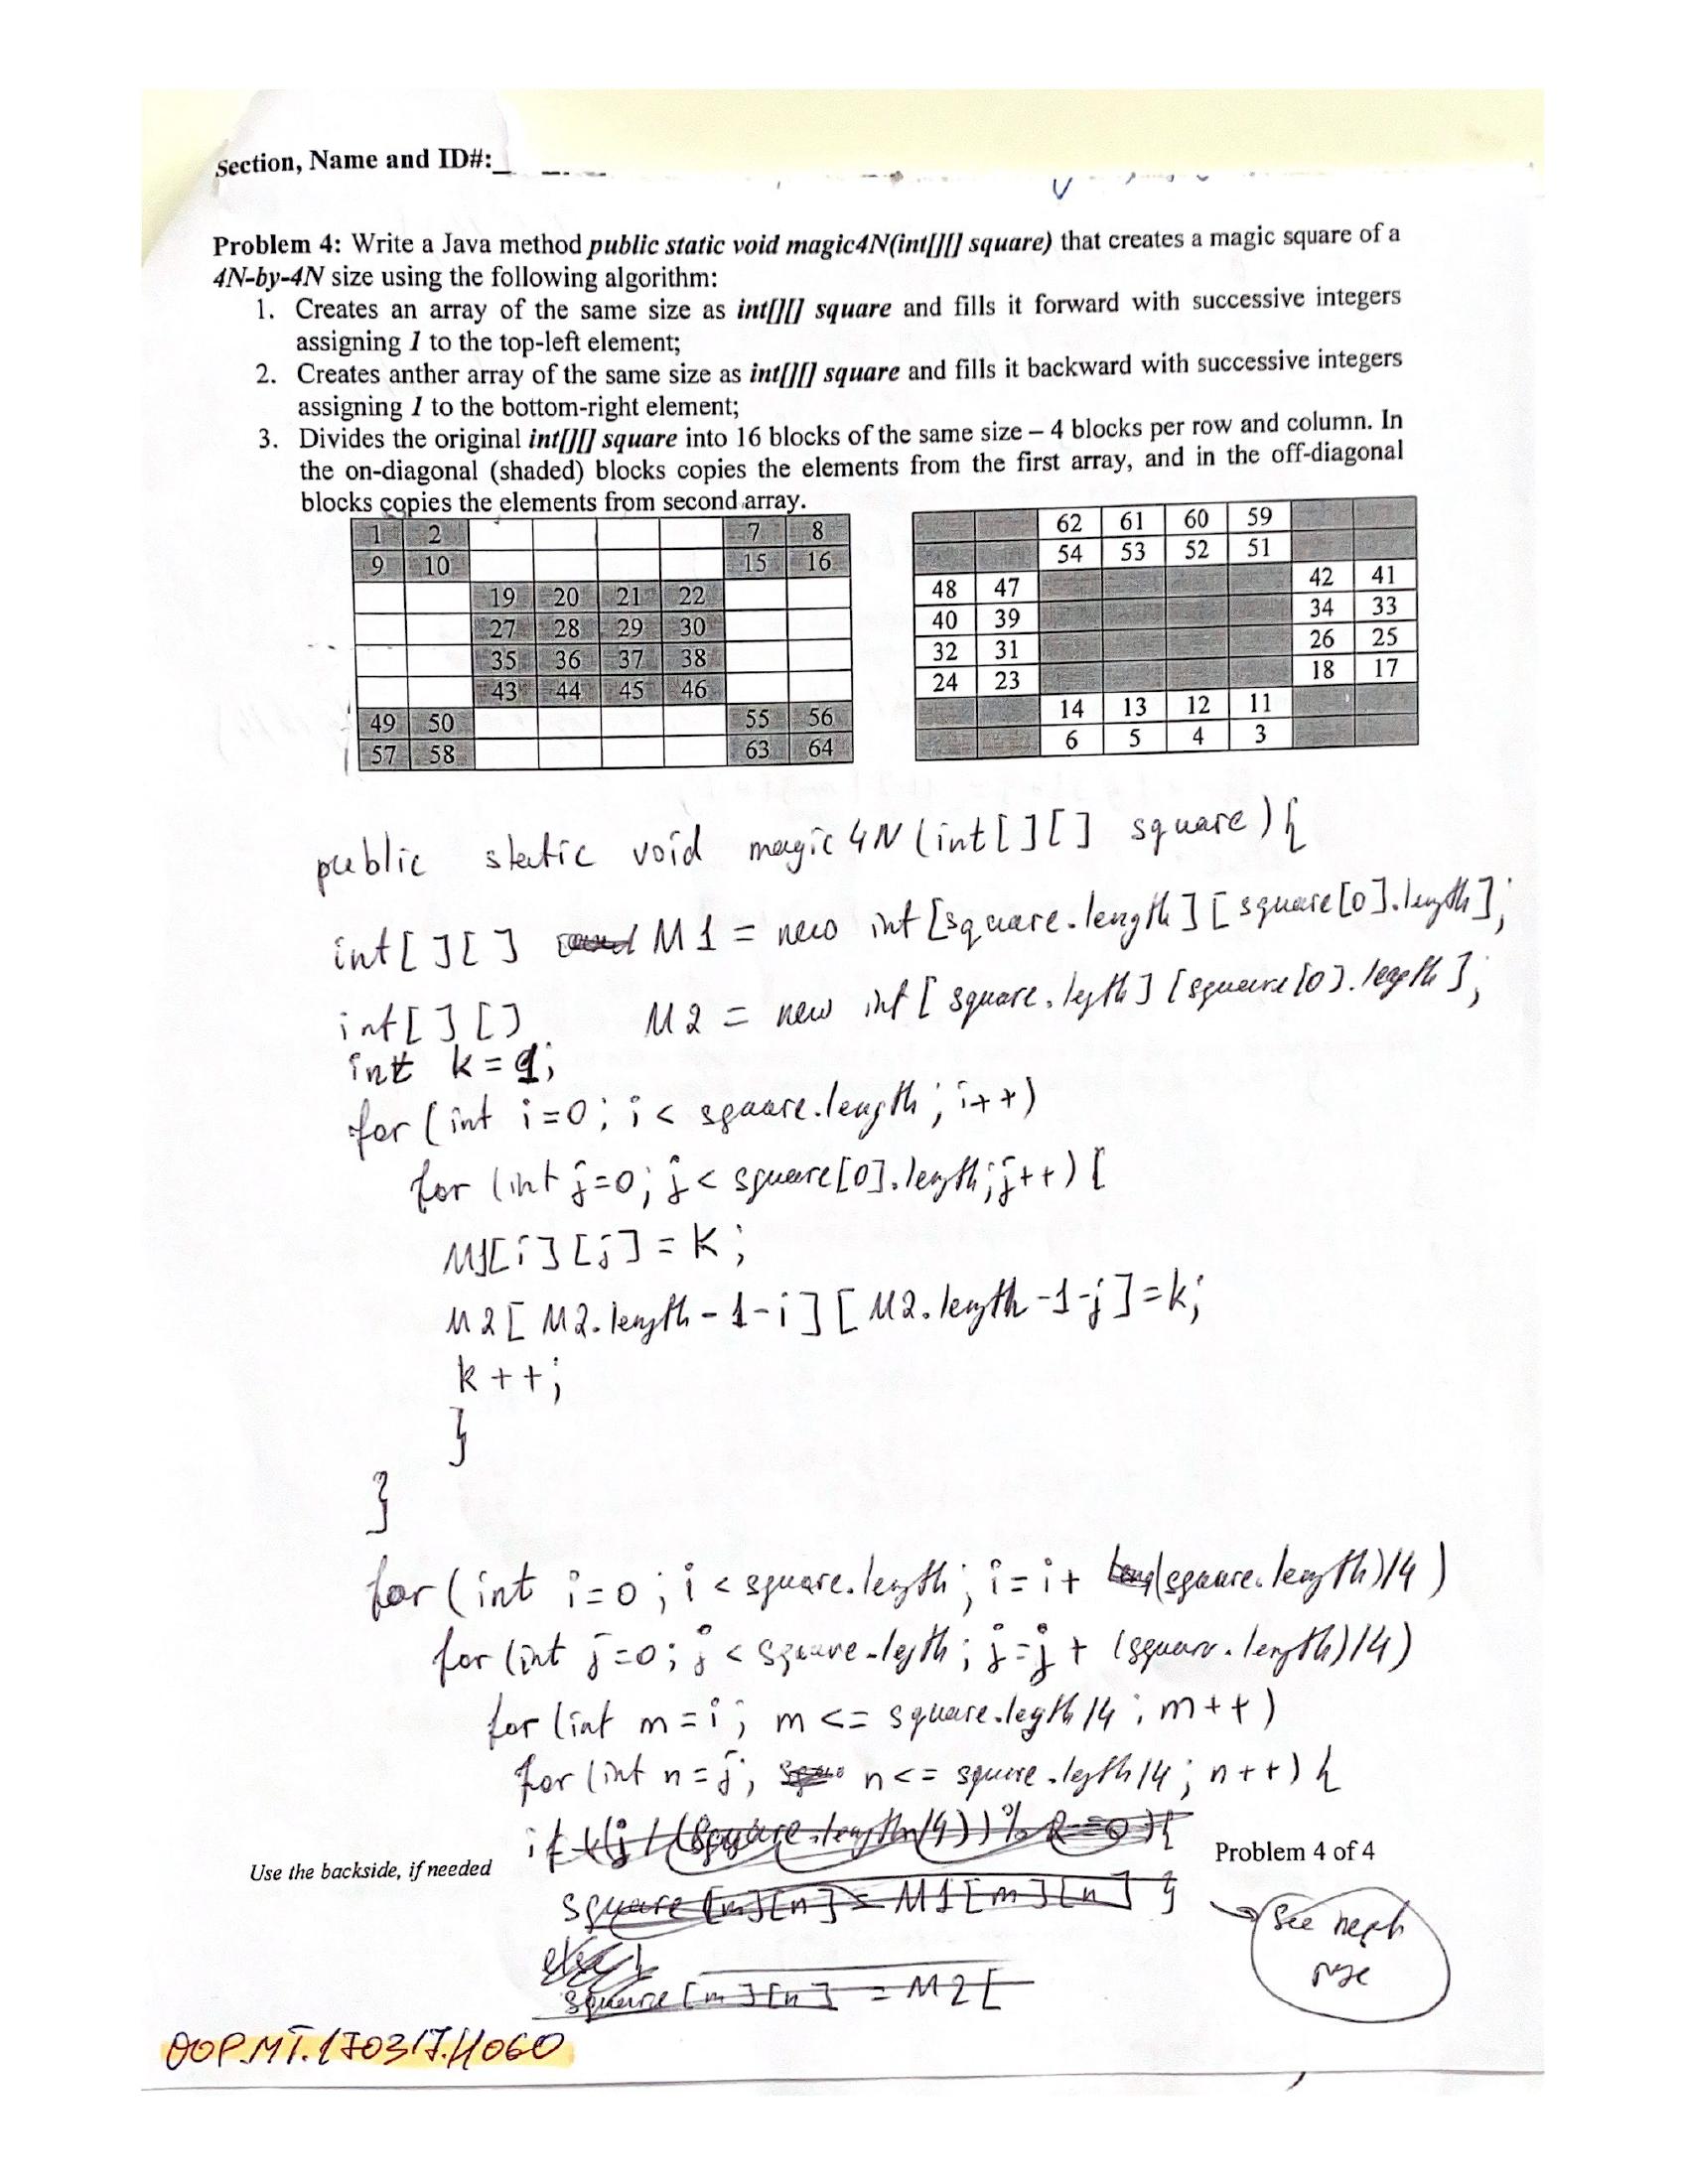 Section, Name and ID#:
Problem 4: Write a Java method public static void magic4N(int[][] square) that creates a magic square of a
4N-by-4N size using the following algorithm:
1. Creates an array of the same size as int[][] square and fills it forward with successive integers
assigning 1 to the top-left element;
2. Creates anther array of the same size as int[][] square and fills it backward with successive integers
assigning 1 to the bottom-right element;
3. Divides the original int[][] square into 16 blocks of the same size – 4 blocks per row and column. In
the on-diagonal (shaded) blocks copies the elements from the first array, and in the off-diagonal
blocks copies the elements from second array.
1 2 7 8
9 10 15 16
19 20 21 22
27 28 29 30
35 36 37 38
43 44 45 46
49 50 55 56
57 58 63 64
62 61 60 59
54 53 52 51
48 47 42 41
40 39 34 33
32 31 26 25
24 23 18 17
14 13 12 11
6 5 4 3
public static void magic4N (int[][] square) {
int[][] M1 = new int [square.length] [square[0].length];
int[][] M2 = new int [square.legth] [square[0].length];
int k=1;
for (int i=0; i < square.length; i++)
for (int j=0; j < square[0].length; j++) {
M1[i][j] = k;
M2[M2.length-1-i][M2.length-1-j]=k;
k++;
}
}
for (int i=0; i < square.length; i=i+ (square.length)/4)
for (int j=0; j < square.legth; j=j+ (square.length)/4)
for (int m=i; m <= square.legth/4; m++)
for (int n=j; n <= square.legth/4; n++) {
if ((j/(square.length/4))%2==0){
square[m][n]=M1[m][n] }
else {
square[m][n] = M2[
Use the backside, if needed
Problem 4 of 4
See next
OOP.MT.170317.H060